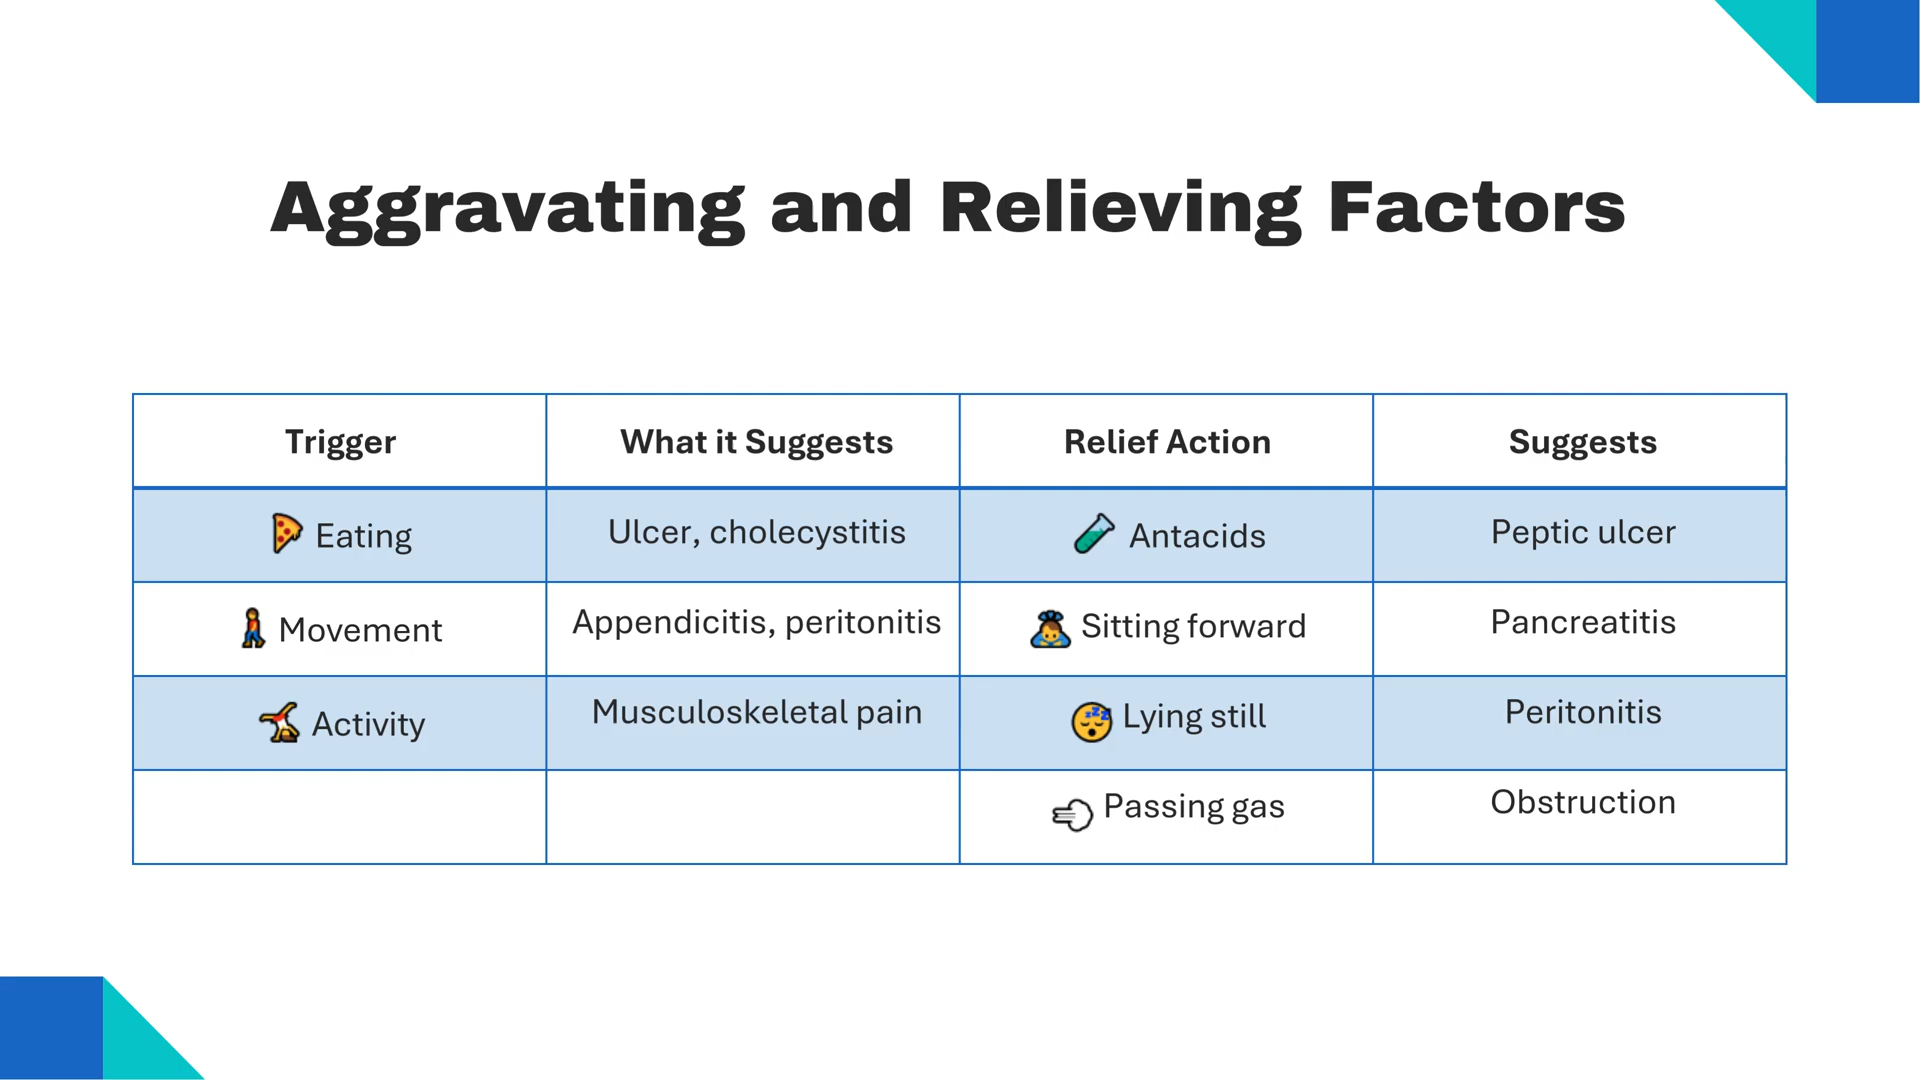 Aggravating and Relieving Factors
Trigger What it Suggests Relief Action Suggests
Eating Ulcer, cholecystitis Antacids Peptic ulcer
Movement Appendicitis, peritonitis Sitting forward Pancreatitis
Activity Musculoskeletal pain Lying still Peritonitis
Passing gas Obstruction